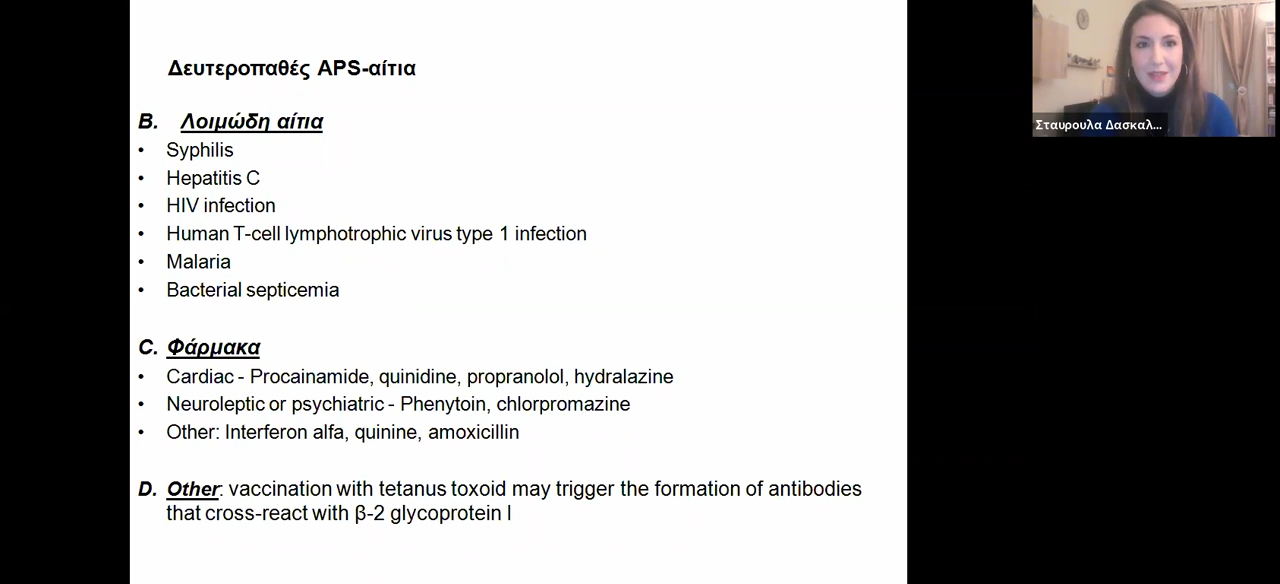 Δευτεροπαθές APS-αίτια
B. Λοιμώδη αίτια
• Syphilis
• Hepatitis C
• HIV infection
• Human T-cell lymphotrophic virus type 1 infection
• Malaria
• Bacterial septicemia
C. Φάρμακα
• Cardiac - Procainamide, quinidine, propranolol, hydralazine
• Neuroleptic or psychiatric - Phenytoin, chlorpromazine
• Other: Interferon alfa, quinine, amoxicillin
D. Other: vaccination with tetanus toxoid may trigger the formation of antibodies
that cross-react with β-2 glycoprotein I
Σταυρουλα Δασκαλ...